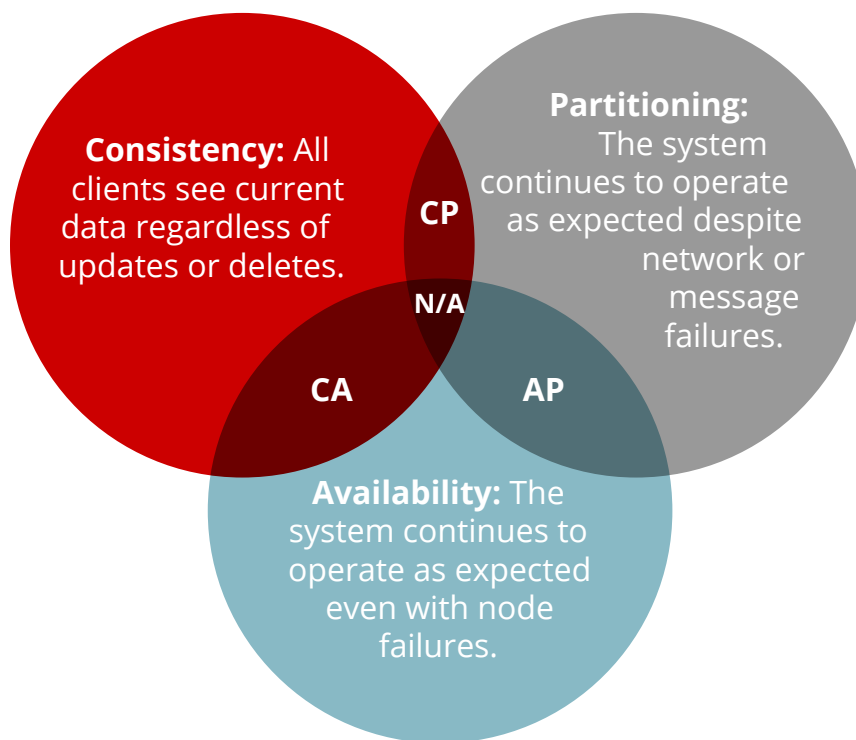 Consistency: All
clients see current
data regardless of
updates or deletes.
Partitioning:
The system
continues to operate
as expected despite
network or
message
failures.
CP
N/A
CA
AP
Availability: The
system continues to
operate as expected
even with node
failures.